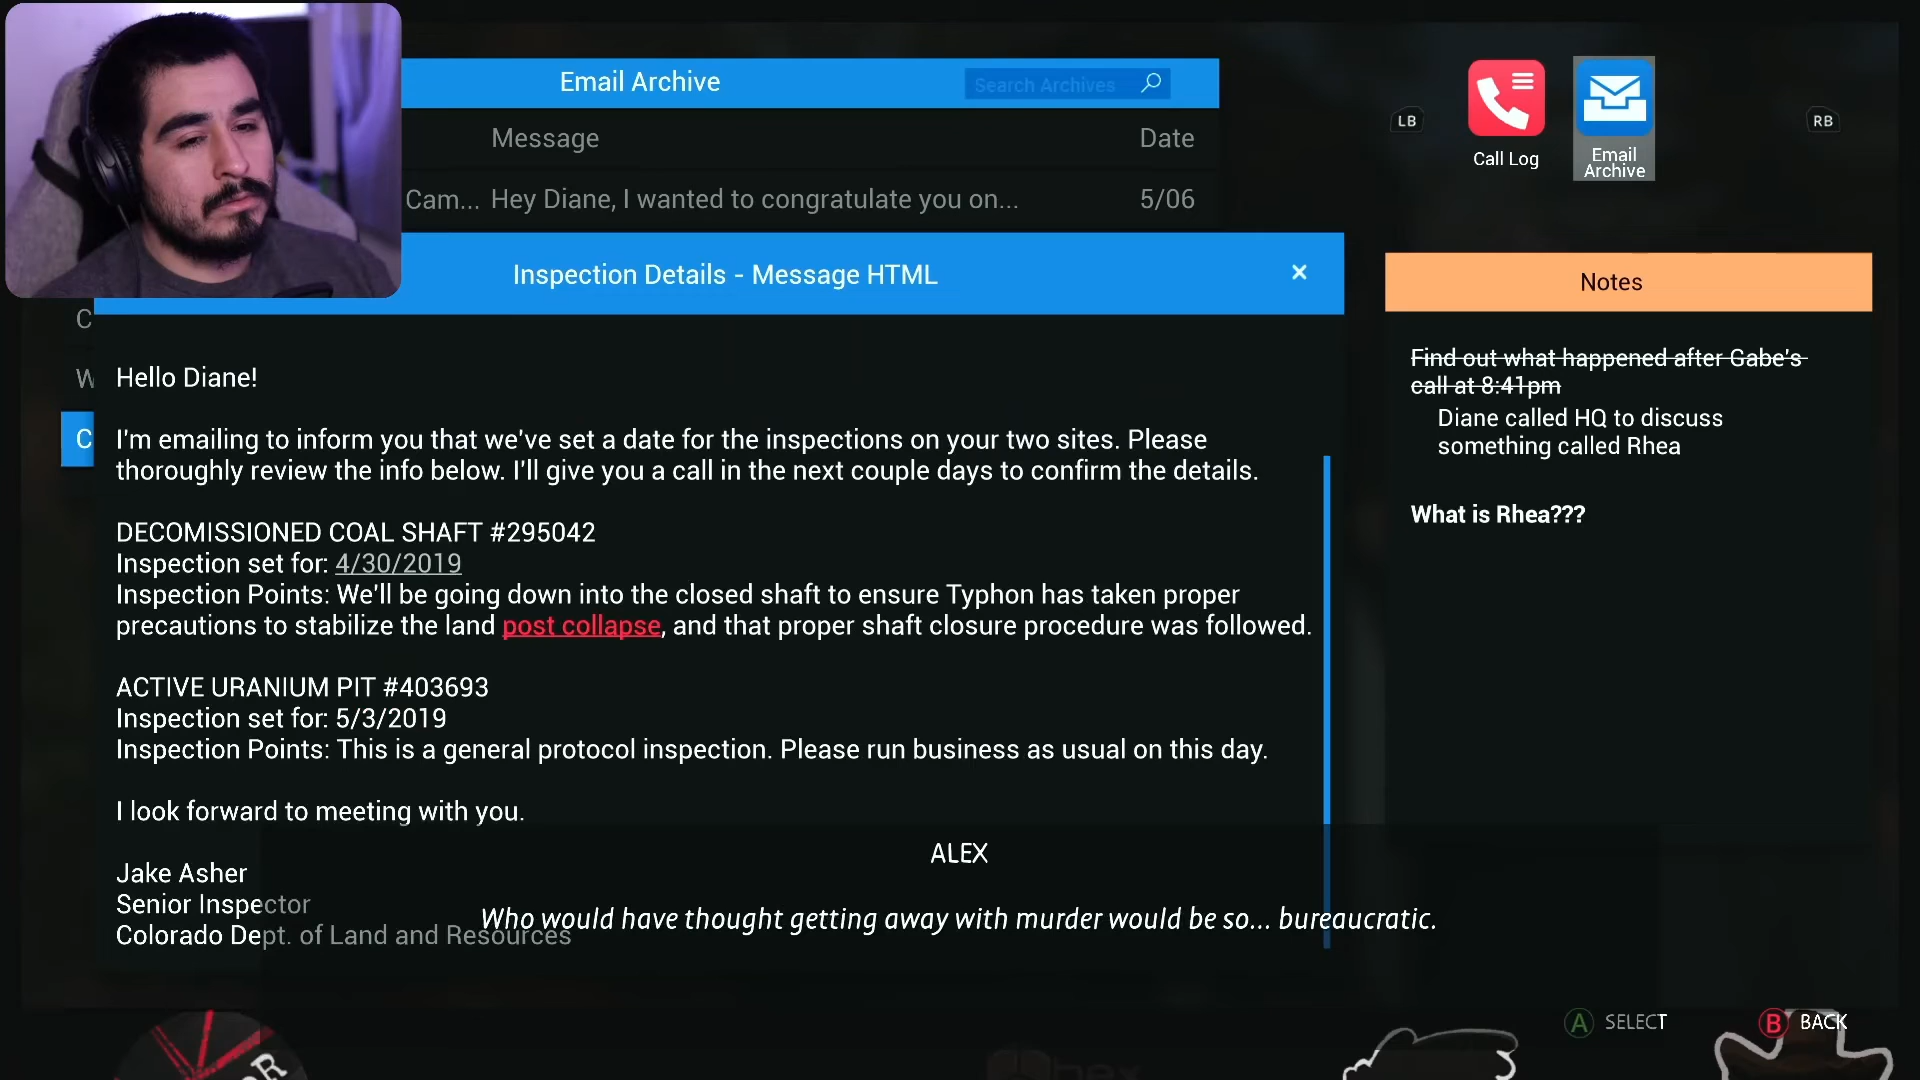 Email Archive
Search Archives
Message
Date
Cam... Hey Diane, I wanted to congratulate you on... 5/06
Inspection Details - Message HTML
C
W
C
Hello Diane!
I'm emailing to inform you that we've set a date for the inspections on your two sites. Please
thoroughly review the info below. I'll give you a call in the next couple days to confirm the details.
DECOMISSIONED COAL SHAFT #295042
Inspection set for: 4/30/2019
Inspection Points: We'll be going down into the closed shaft to ensure Typhon has taken proper
precautions to stabilize the land post collapse, and that proper shaft closure procedure was followed.
ACTIVE URANIUM PIT #403693
Inspection set for: 5/3/2019
Inspection Points: This is a general protocol inspection. Please run business as usual on this day.
I look forward to meeting with you.
Jake Asher
Senior Inspector
Colorado Dept. of Land and Resources
ALEX
Who would have thought getting away with murder would be so... bureaucratic.
LB
Call Log
Email
Archive
RB
Notes
Find out what happened after Gabe's
call at 8:41pm
Diane called HQ to discuss
something called Rhea
What is Rhea???
A SELECT
B BACK